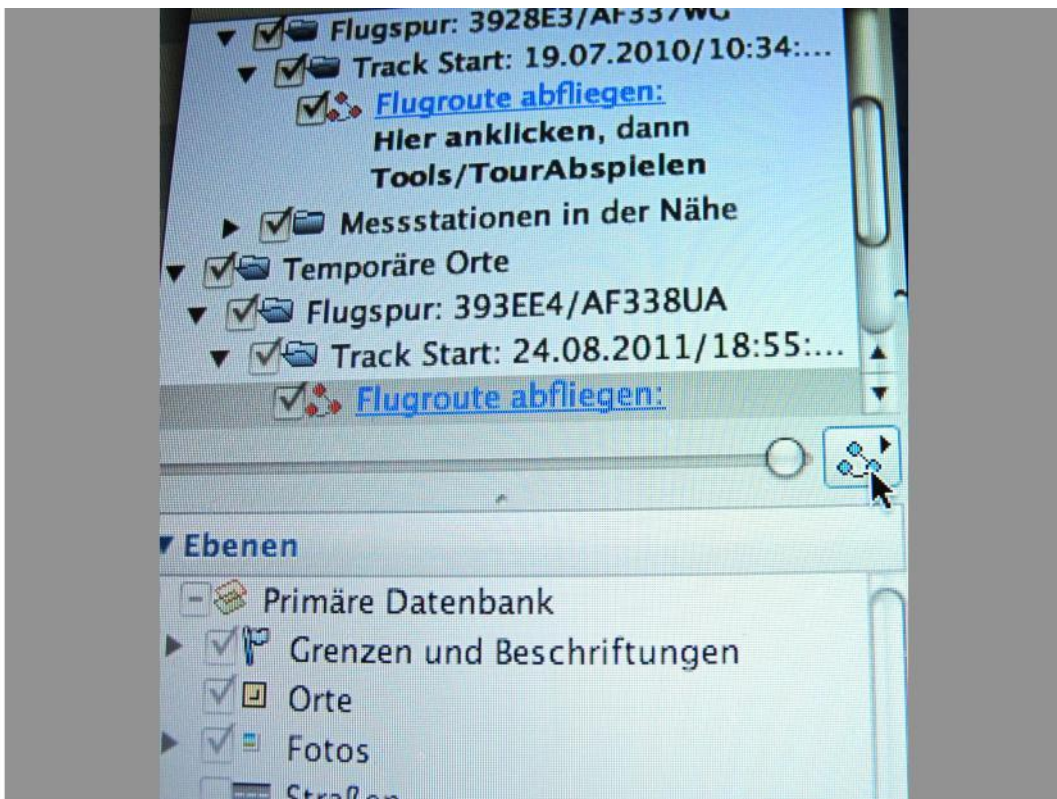 Flugspur: 3928E3/AF337WG
Track Start: 19.07.2010/10:34:...
Flugroute abfliegen:
Hier anklicken, dann
Tools/TourAbspielen
Messstationen in der Nähe
Temporäre Orte
Flugspur: 393EE4/AF338UA
Track Start: 24.08.2011/18:55:...
Flugroute abfliegen:
Ebenen
Primäre Datenbank
Grenzen und Beschriftungen
Orte
Fotos
Straßen